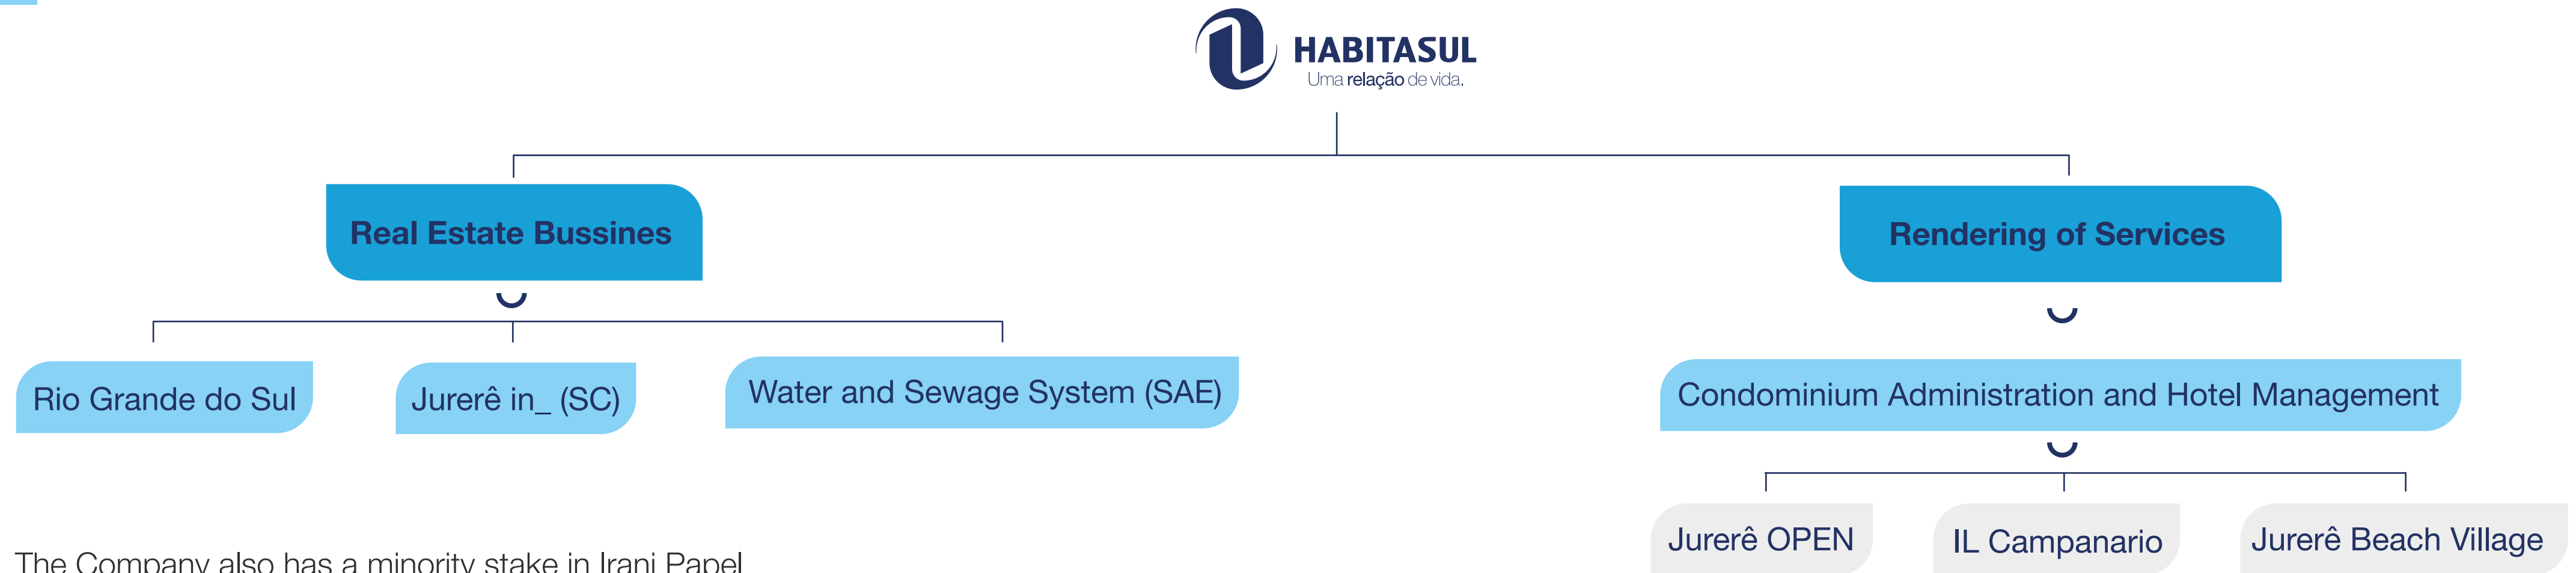 HABITASUL
Uma relação de vida.
Real Estate Bussines
Rendering of Services
Rio Grande do Sul
Jurerê in_ (SC)
Water and Sewage System (SAE)
Condominium Administration and Hotel Management
Jurerê OPEN
IL Campanario
Jurerê Beach Village
The Company also has a minority stake in Irani Papel